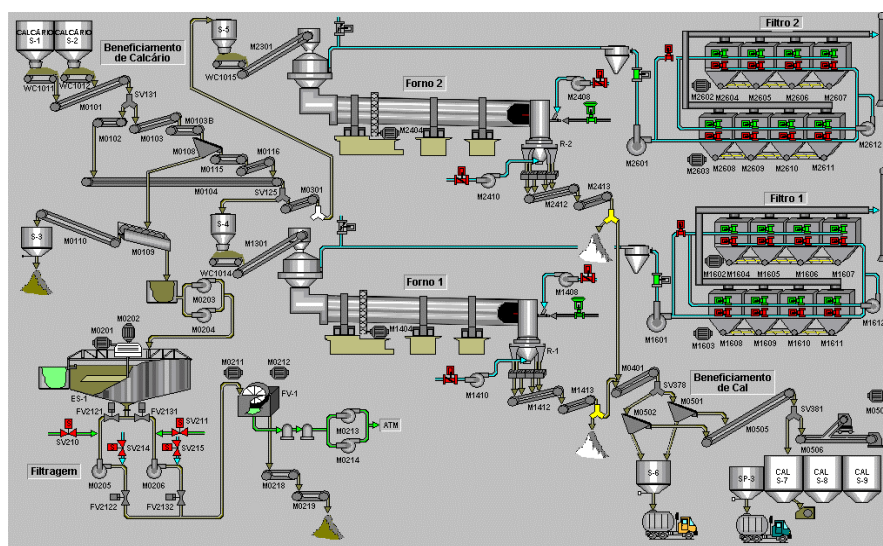 CALCÁRIO S-1
CALCÁRIO S-2
Beneficiamento de Calcário
WC1011
WC1012
M0101
SV131
M0102
M0103
M0103B
M0108
M0115
M0116
M0104
SV125
M0301
S-5
M2301
WC1015
S-4
M1301
WC1014
S-3
M0110
M0109
M0203
M0204
M0201
M0202
ES-1
FV2121
FV2131
SV210
SV214
SV211
SV215
Filtragem
M0205
M0206
FV2122
FV2132
M0211
M0212
FV-1
M0213
M0214
ATM
M0218
M0219
Forno 2
M2404
M2408
R-2
M2410
M2412
M2413
M2601
Filtro 2
M2602
M2604
M2605
M2606
M2607
M2603
M2608
M2609
M2610
M2611
M2612
Forno 1
M1404
M1408
R-1
M1410
M1412
M1413
M1601
Filtro 1
M1602
M1604
M1605
M1606
M1607
M1603
M1608
M1609
M1610
M1611
M1612
M0401
SV378
Beneficiamento de Cal
M0501
M0502
M0505
SV381
M0506
S-6
SP-3
CAL S-7
CAL S-8
CAL S-9